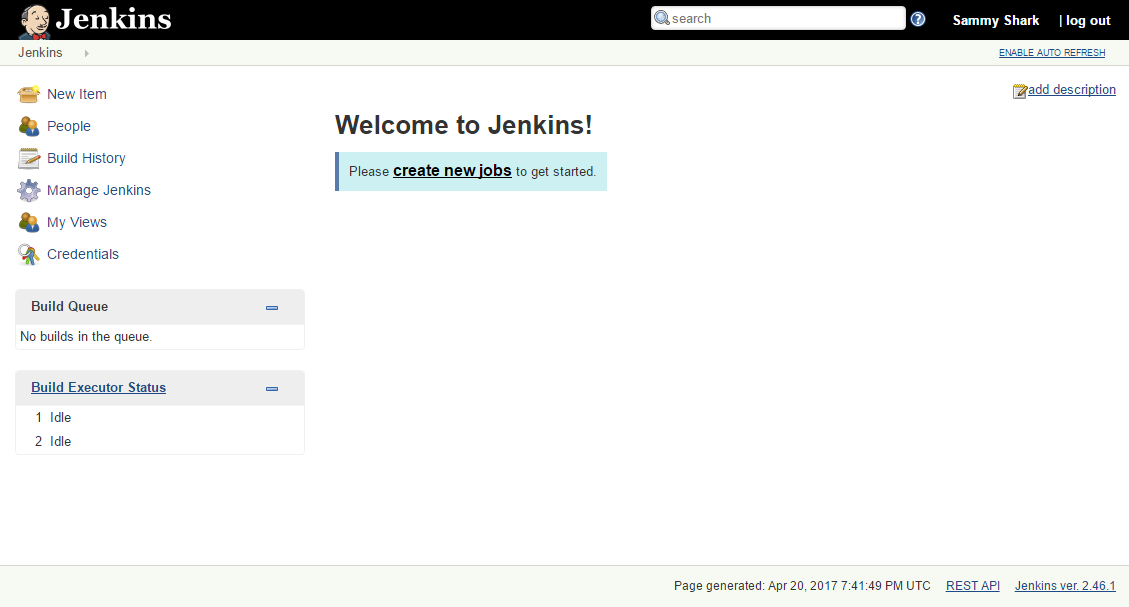 Jenkins
search
Sammy Shark
| log out
Jenkins
ENABLE AUTO REFRESH
New Item
People
Build History
Manage Jenkins
My Views
Credentials
Build Queue
No builds in the queue.
Build Executor Status
1 Idle
2 Idle
add description
Welcome to Jenkins!
Please create new jobs to get started.
Page generated: Apr 20, 2017 7:41:49 PM UTC REST API Jenkins ver. 2.46.1